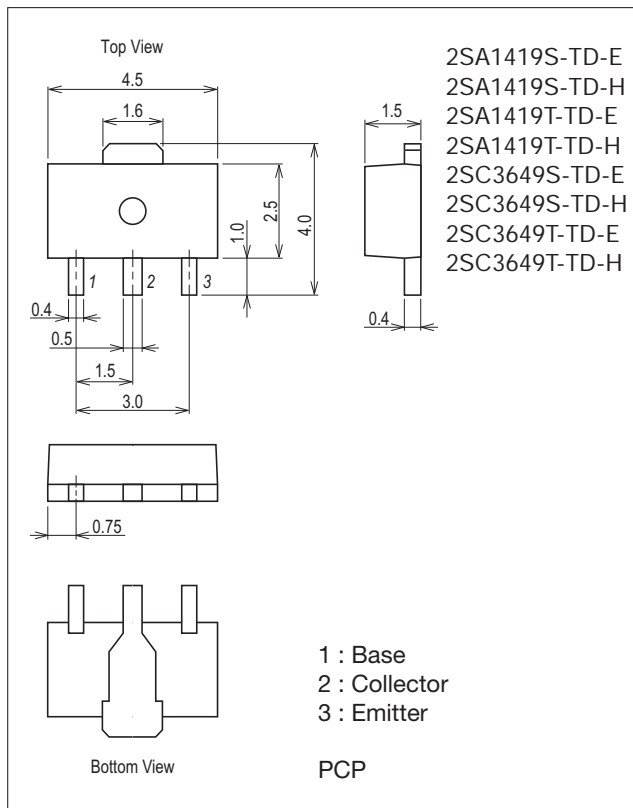 Top View
4.5
1.6
2.5
1.0
4.0
1
2
3
0.4
0.5
1.5
3.0
1.5
0.4
2SA1419S-TD-E
2SA1419S-TD-H
2SA1419T-TD-E
2SA1419T-TD-H
2SC3649S-TD-E
2SC3649S-TD-H
2SC3649T-TD-E
2SC3649T-TD-H
0.75
Bottom View
1 : Base
2 : Collector
3 : Emitter
PCP